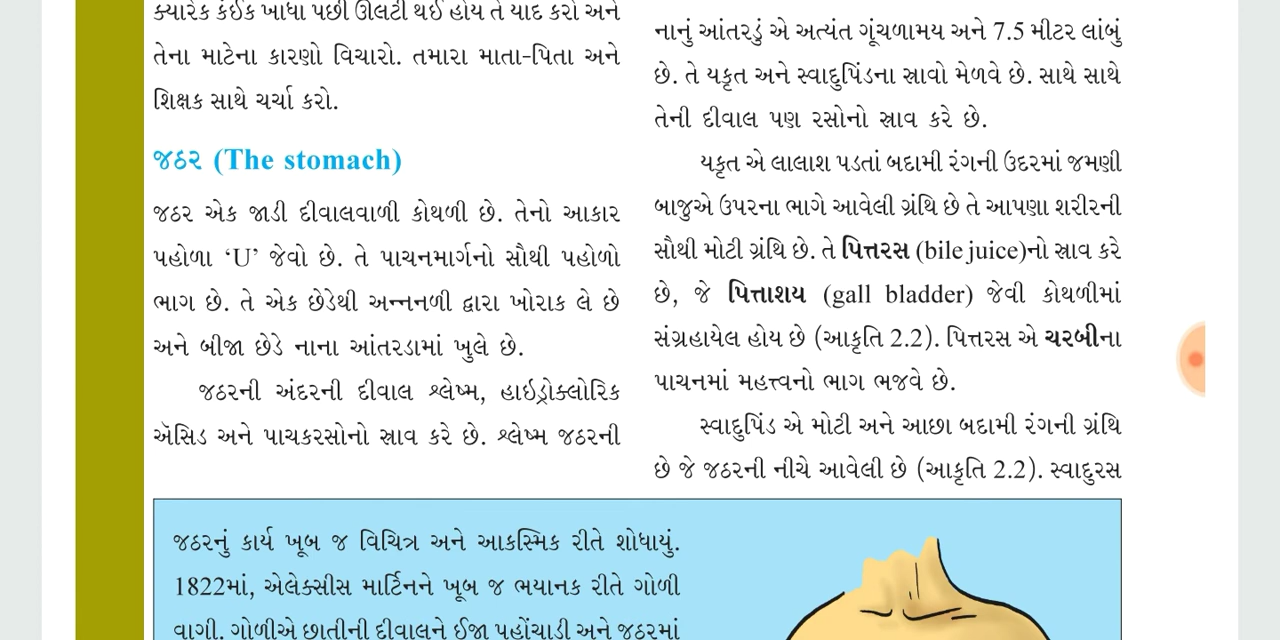 ક્યારેક કંઈક ખાધા પછી ઊલટી થઈ હોય તે યાદ કરો અને
તેના માટેના કારણો વિચારો. તમારા માતા-પિતા અને
શિક્ષક સાથે ચર્ચા કરો.
જઠર (The stomach)
જઠર એક જાડી દીવાલવાળી કોથળી છે. તેનો આકાર
પહોળા ‘U’ જેવો છે. તે પાચનમાર્ગનો સૌથી પહોળો
ભાગ છે. તે એક છેડેથી અન્નનળી દ્વારા ખોરાક લે છે
અને બીજા છેડે નાના આંતરડામાં ખુલે છે.
જઠરની અંદરની દીવાલ શ્લેષ્મ, હાઇડ્રોક્લોરિક
ઍસિડ અને પાચકરસોનો સ્રાવ કરે છે. શ્લેષ્મ જઠરની
નાનું આંતરડું એ અત્યંત ગૂંચળામય અને 7.5 મીટર લાંબું
છે. તે યકૃત અને સ્વાદુપિંડના સ્રાવો મેળવે છે. સાથે સાથે
તેની દીવાલ પણ રસોનો સ્રાવ કરે છે.
યકૃત એ લાલાશ પડતાં બદામી રંગની ઉદરમાં જમણી
બાજુએ ઉપરના ભાગે આવેલી ગ્રંથિ છે તે આપણા શરીરની
સૌથી મોટી ગ્રંથિ છે. તે પિત્તરસ (bile juice)નો સ્રાવ કરે
છે, જે પિત્તાશય (gall bladder) જેવી કોથળીમાં
સંગ્રહાયેલ હોય છે (આકૃતિ 2.2). પિત્તરસ એ ચરબીના
પાચનમાં મહત્ત્વનો ભાગ ભજવે છે.
સ્વાદુપિંડ એ મોટી અને આછા બદામી રંગની ગ્રંથિ
છે જે જઠરની નીચે આવેલી છે (આકૃતિ 2.2). સ્વાદુરસ
જઠરનું કાર્ય ખૂબ જ વિચિત્ર અને આકસ્મિક રીતે શોધાયું.
1822માં, એલેક્સીસ માર્ટિનને ખૂબ જ ભયાનક રીતે ગોળી
વાગી. ગોળીએ છાતીની દીવાલને ઈજા પહોંચાડી અને જઠરમાં